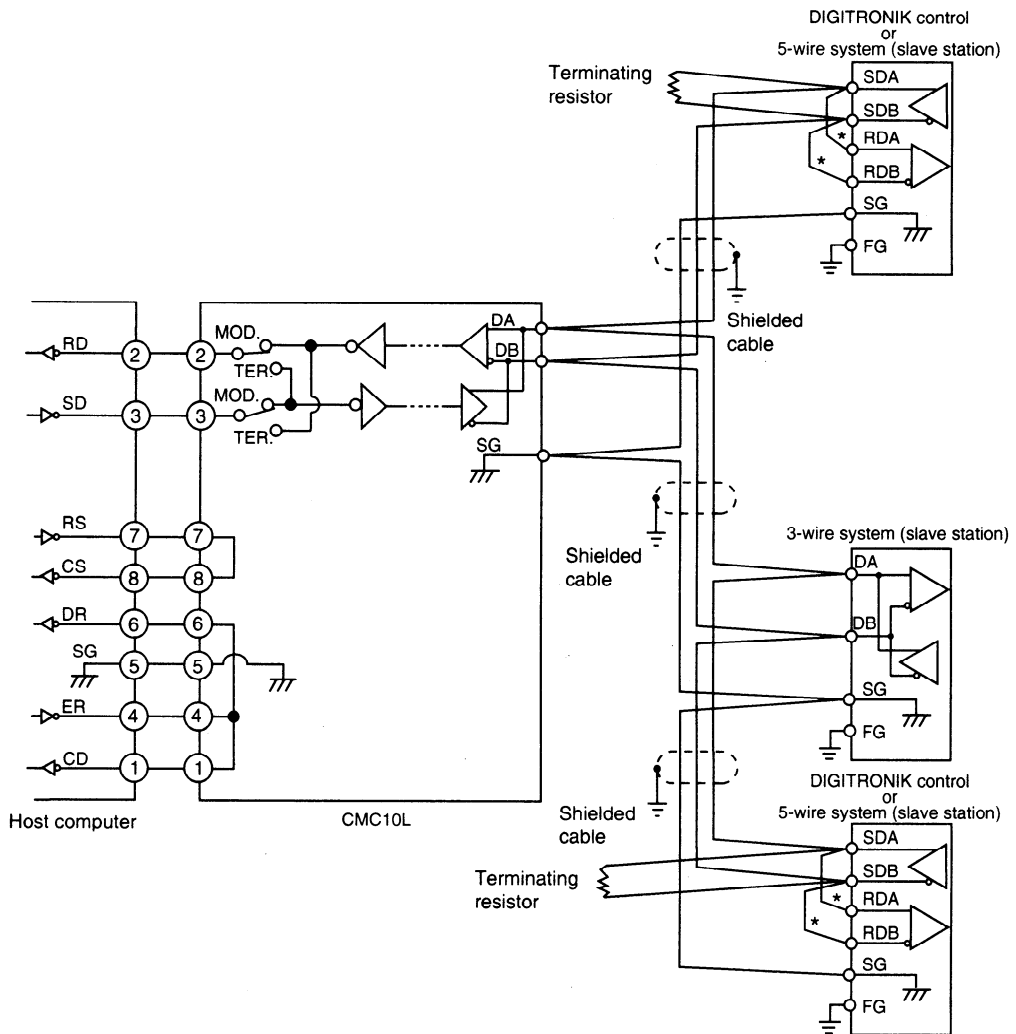 DIGITRONIK control
or
5-wire system (slave station)
Terminating
resistor
SDA
SDB
*
RDA
*
RDB
SG
FG
Shielded
cable
RD
2
2
MOD.
TER.
DA
DB
SD
3
3
MOD.
TER.
SG
RS
7
7
CS
8
8
DR
6
6
SG
5
5
ER
4
4
CD
1
1
Host computer
CMC10L
Shielded
cable
3-wire system (slave station)
DA
DB
SG
FG
Shielded
cable
DIGITRONIK control
or
5-wire system (slave station)
Terminating
resistor
SDA
SDB
*
RDA
*
RDB
SG
FG